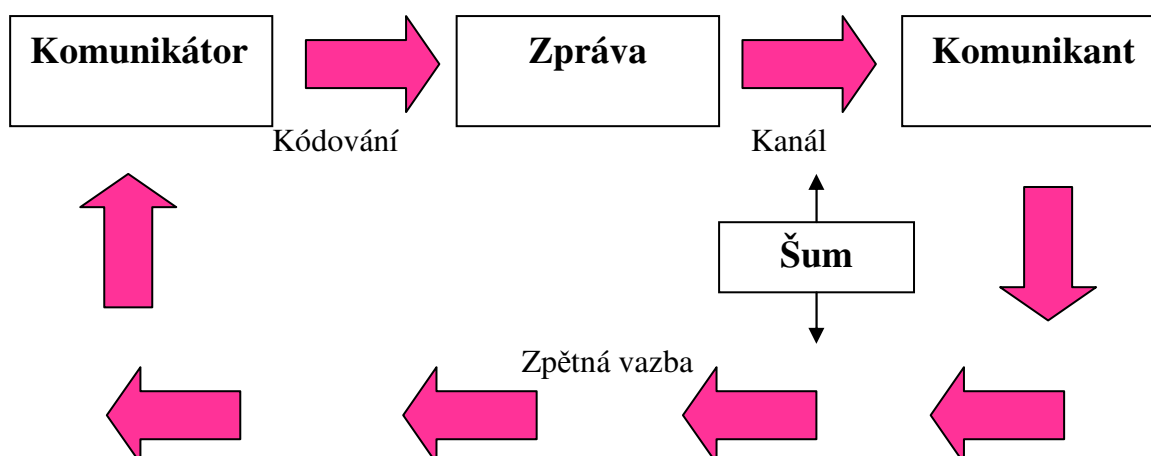 Komunikátor
Zpráva
Komunikant
Kódování
Kanál
Šum
Zpětná vazba